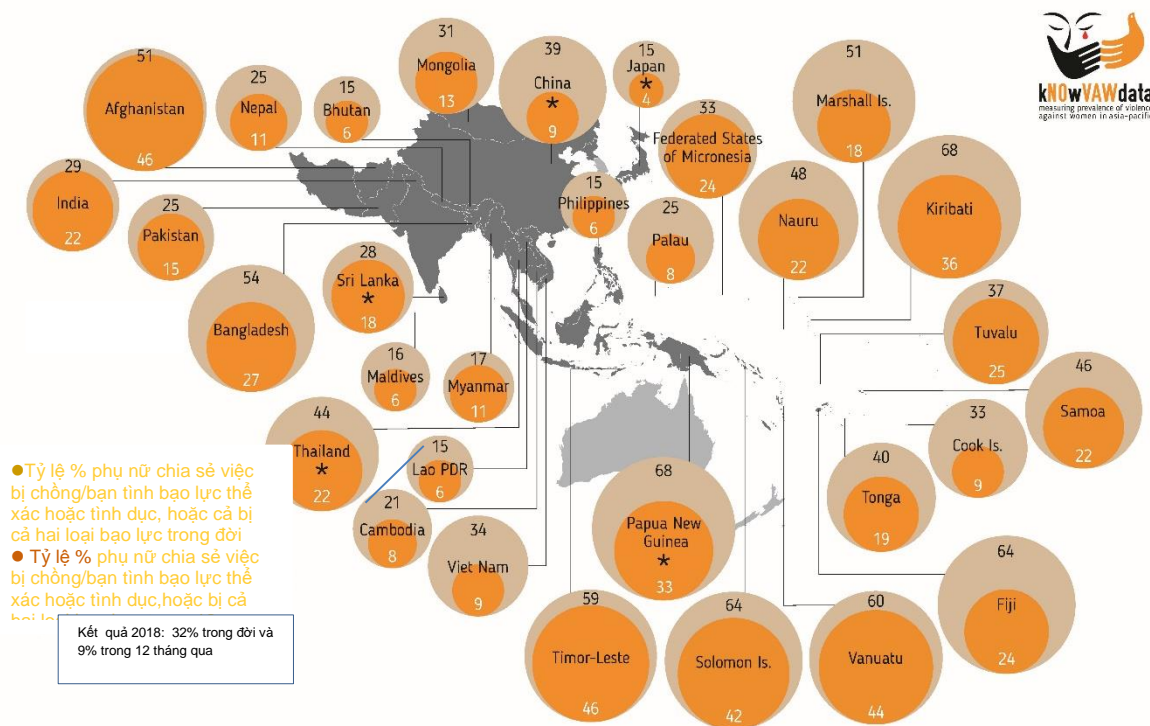 51
Afghanistan
46
25
Nepal
11
15
Bhutan
6
31
Mongolia
13
39
China
*
9
15
Japan
*
4
33
Federated States
of Micronesia
24
51
Marshall Is.
18
kNOwVAWdata
measuring prevalence of violence
against women in asia-pacific
29
India
22
25
Pakistan
15
15
Philippines
6
25
Palau
8
48
Nauru
22
68
Kiribati
36
54
Bangladesh
27
28
Sri Lanka
*
18
16
Maldives
6
17
Myanmar
11
37
Tuvalu
25
46
Samoa
22
33
Cook Is.
9
44
Thailand
*
22
15
Lao PDR
6
21
Cambodia
8
34
Viet Nam
9
68
Papua New
Guinea
*
33
40
Tonga
19
64
Fiji
24
59
Timor-Leste
46
64
Solomon Is.
42
60
Vanuatu
44
●Tỷ lệ % phụ nữ chia sẻ việc
bị chồng/bạn tình bạo lực thể
xác hoặc tình dục, hoặc cả bị
cả hai loại bạo lực trong đời
● Tỷ lệ % phụ nữ chia sẻ việc
bị chồng/bạn tình bạo lực thể
xác hoặc tình dục,hoặc bị cả
Kết quả 2018: 32% trong đời và
9% trong 12 tháng qua